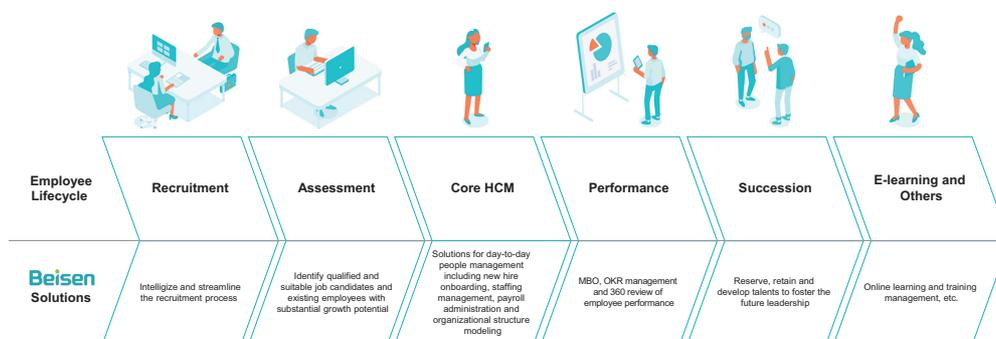 Employee
Lifecycle
Recruitment
Assessment
Core HCM
Performance
Succession
E-learning and
Others
Beisen
Solutions
Intelligize and streamline
the recruitment process
Identify qualified and
suitable job candidates and
existing employees with
substantial growth potential
Solutions for day-to-day
people management
including new hire
onboarding, staffing
management, payroll
administration and
organizational structure
modeling
MBO, OKR management
and 360 review of
employee performance
Reserve, retain and
develop talents to foster the
future leadership
Online learning and training
management, etc.